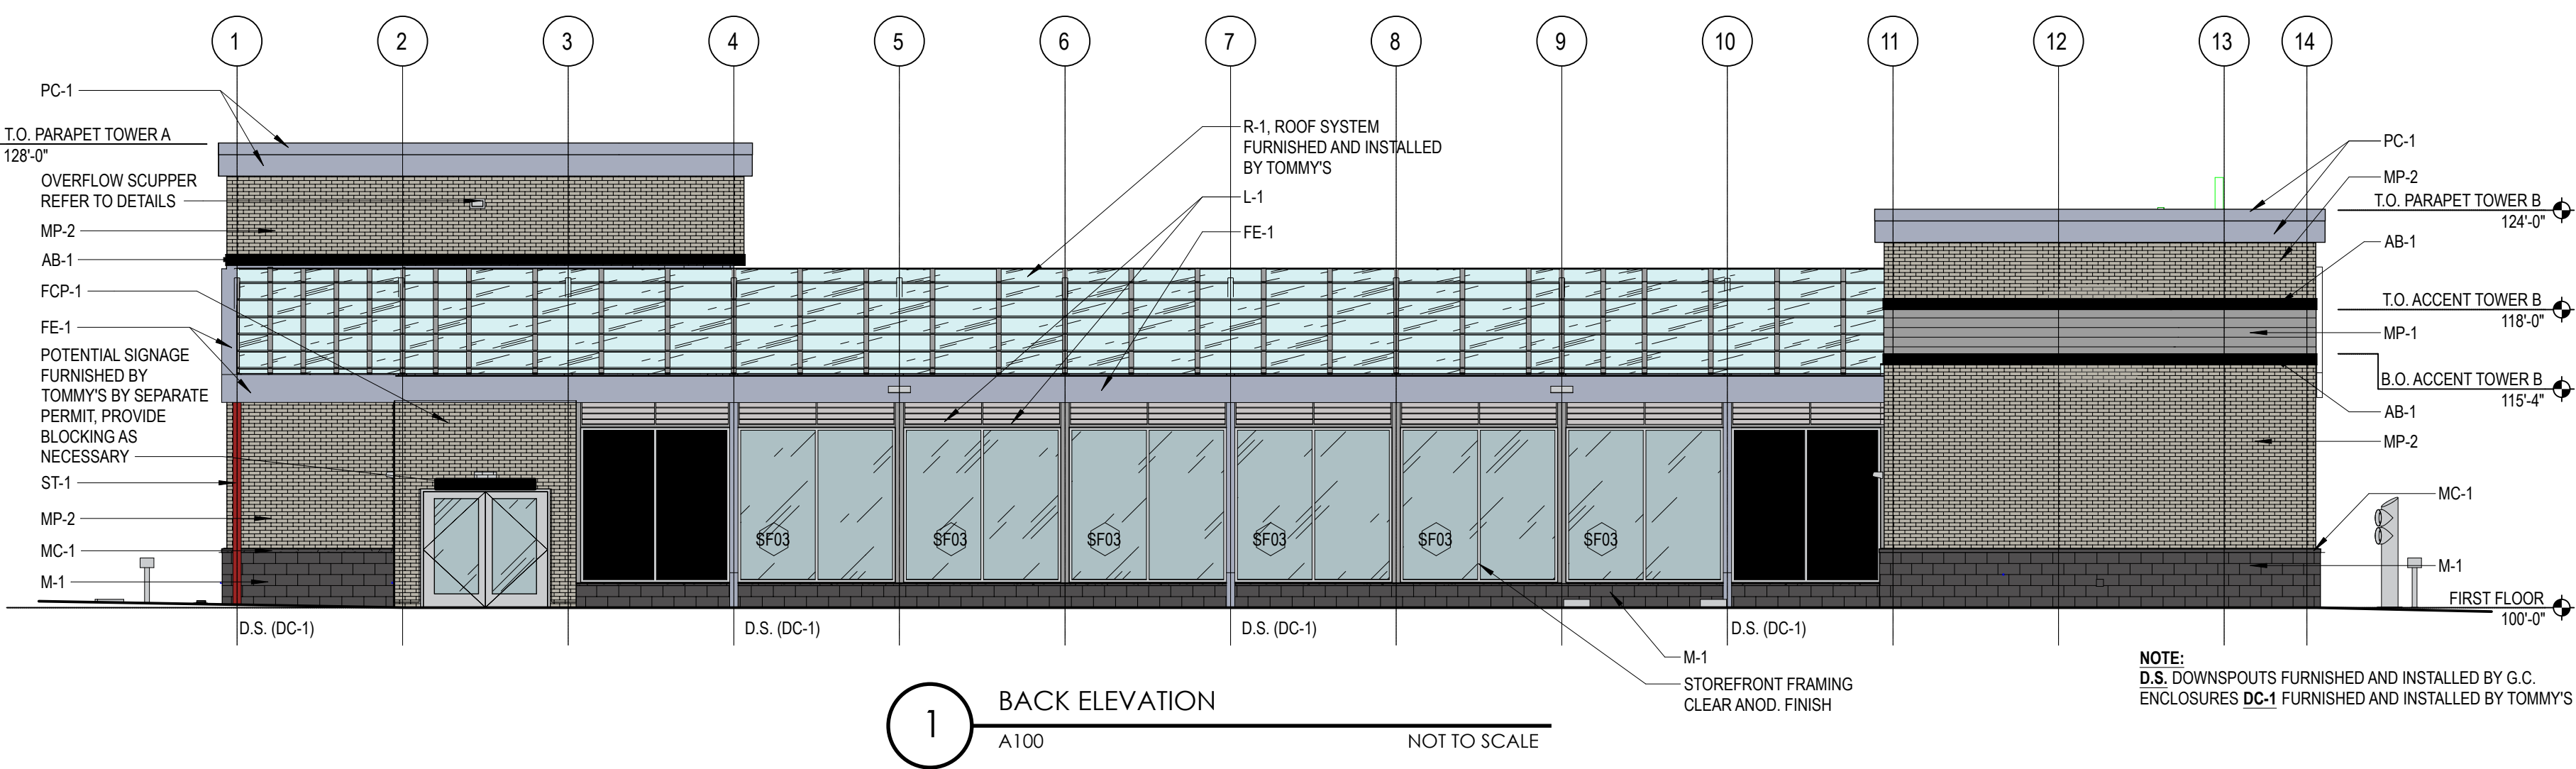 1 2 3 4 5 6 7 8 9 10 11 12 13 14
PC-1
T.O. PARAPET TOWER A
128'-0"
OVERFLOW SCUPPER
REFER TO DETAILS
MP-2
AB-1
FCP-1
FE-1
POTENTIAL SIGNAGE
FURNISHED BY
TOMMY'S BY SEPARATE
PERMIT, PROVIDE
BLOCKING AS
NECESSARY
ST-1
MP-2
MC-1
M-1
R-1, ROOF SYSTEM
FURNISHED AND INSTALLED
BY TOMMY'S
L-1
FE-1
SF03 SF03 SF03 SF03 SF03 SF03
PC-1
MP-2
T.O. PARAPET TOWER B
124'-0"
AB-1
T.O. ACCENT TOWER B
118'-0"
MP-1
B.O. ACCENT TOWER B
115'-4"
AB-1
MP-2
MC-1
M-1
FIRST FLOOR
100'-0"
D.S. (DC-1) D.S. (DC-1) D.S. (DC-1) D.S. (DC-1)
M-1
STOREFRONT FRAMING
CLEAR ANOD. FINISH
NOTE:
D.S. DOWNSPOUTS FURNISHED AND INSTALLED BY G.C.
ENCLOSURES DC-1 FURNISHED AND INSTALLED BY TOMMY'S
1
BACK ELEVATION
A100 NOT TO SCALE